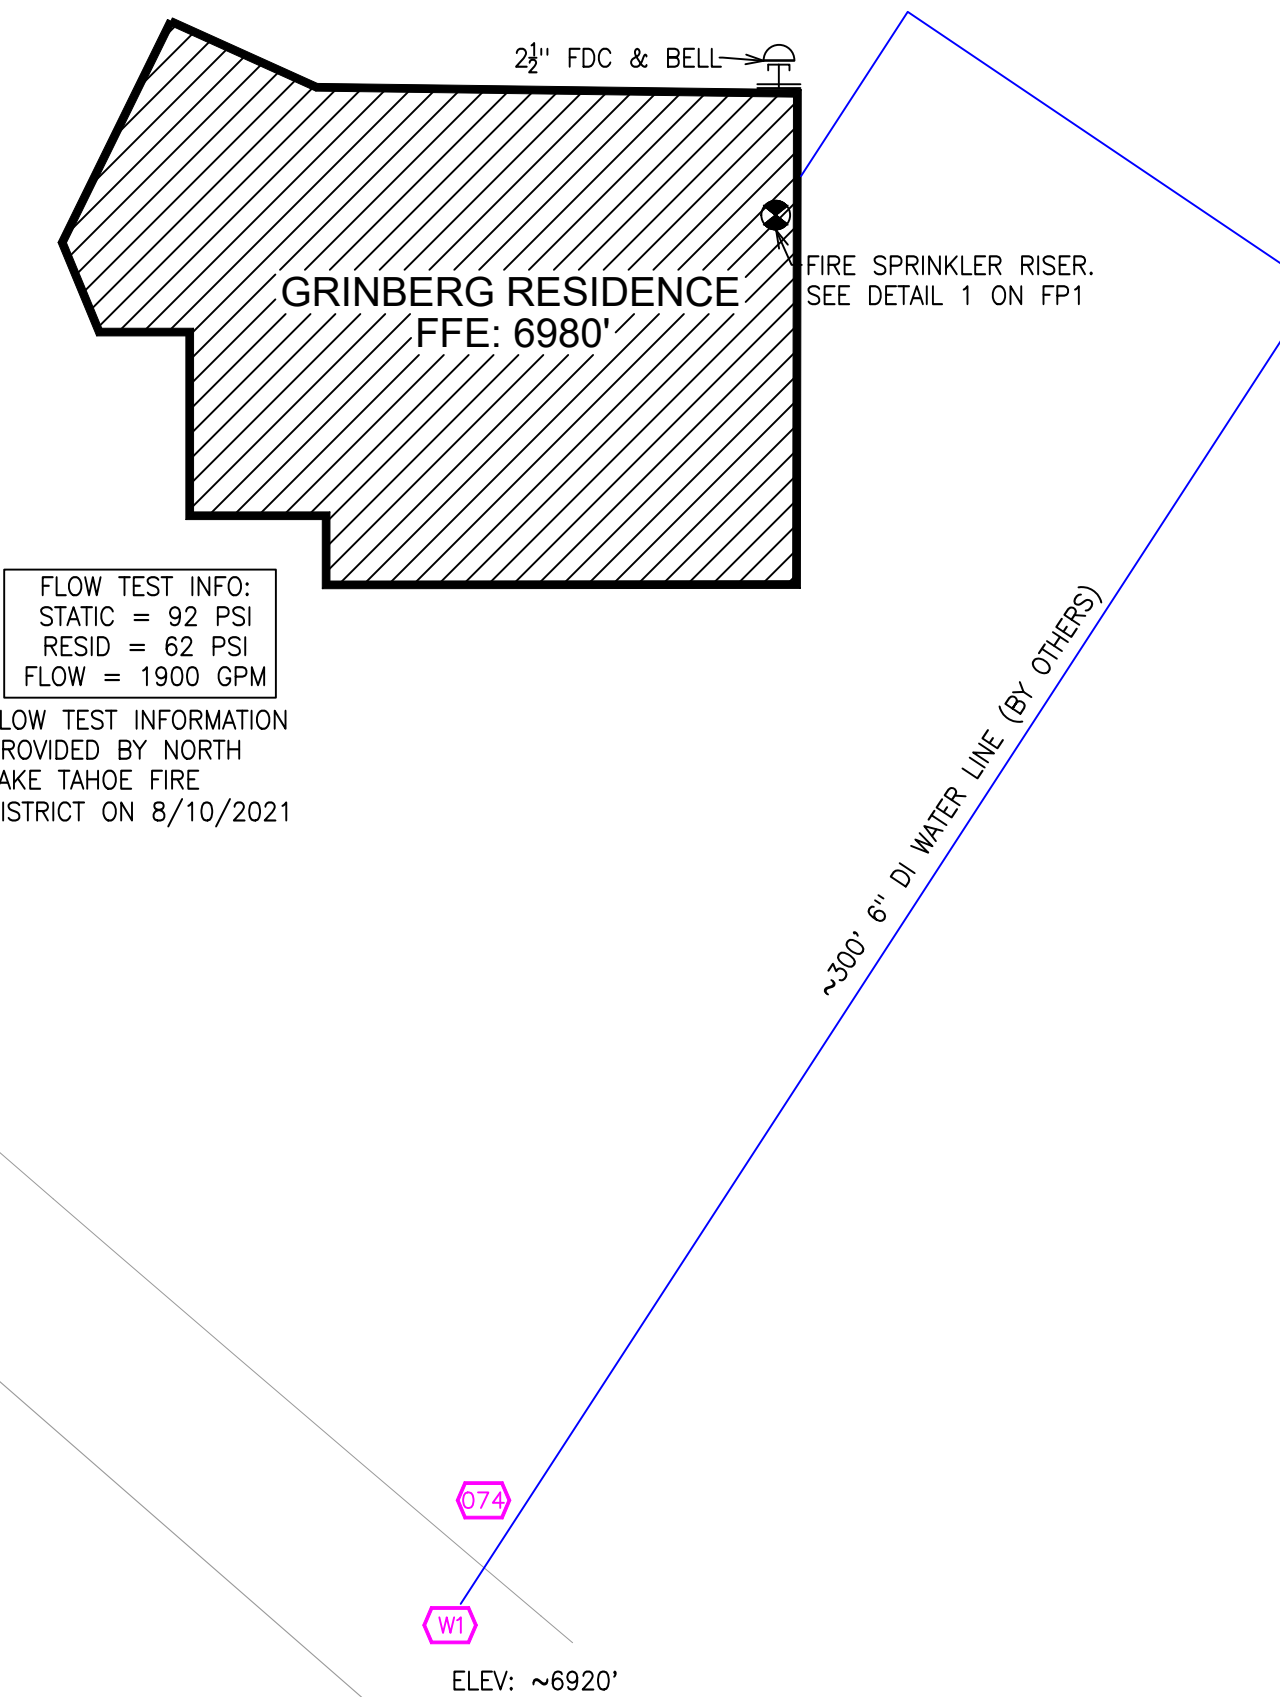 2½" FDC & BELL
FIRE SPRINKLER RISER.
SEE DETAIL 1 ON FP1
GRINBERG RESIDENCE
FFE: 6980'
FLOW TEST INFO:
STATIC = 92 PSI
RESID = 62 PSI
FLOW = 1900 GPM
LOW TEST INFORMATION
ROVIDED BY NORTH
AKE TAHOE FIRE
ISTRICT ON 8/10/2021
~300' 6" DI WATER LINE (BY OTHERS)
074
W1
ELEV: ~6920'